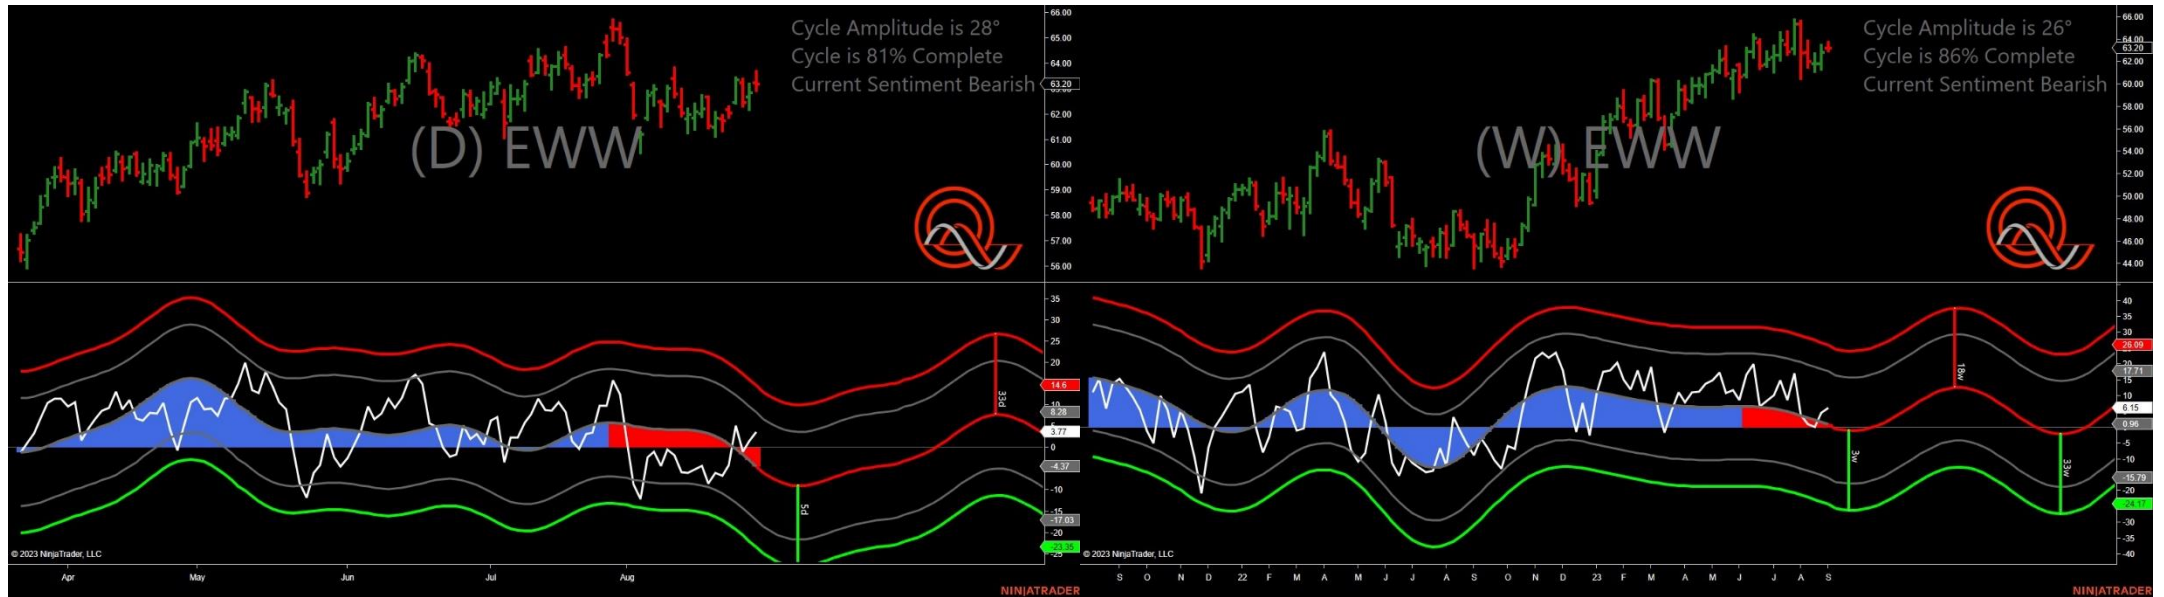 Cycle Amplitude is 28°
Cycle is 81% Complete
Current Sentiment Bearish
(D) EWW
66.00
65.00
64.00
63.20
62.00
61.00
60.00
59.00
58.00
57.00
56.00
35
30
25
20
14.6
10
8.28
3.77
0
-4.37
-10
-15
-17.03
-23.35
33d
5d
© 2023 NinjaTrader, LLC
Apr May Jun Jul Aug
NINJATRADER
Cycle Amplitude is 26°
Cycle is 86% Complete
Current Sentiment Bearish
(W) EWW
66.00
64.00
63.20
62.00
60.00
58.00
56.00
54.00
52.00
50.00
48.00
46.00
44.00
40
35
30
26.09
20
17.71
15
10
6.15
0.96
-5
-10
-15.79
-20
-24.17
-30
-35
-40
18w
3w
33w
© 2023 NinjaTrader, LLC
S O N D 22 F M A M J J A S O N D 23 F M A M J J A S
NINJATRADER